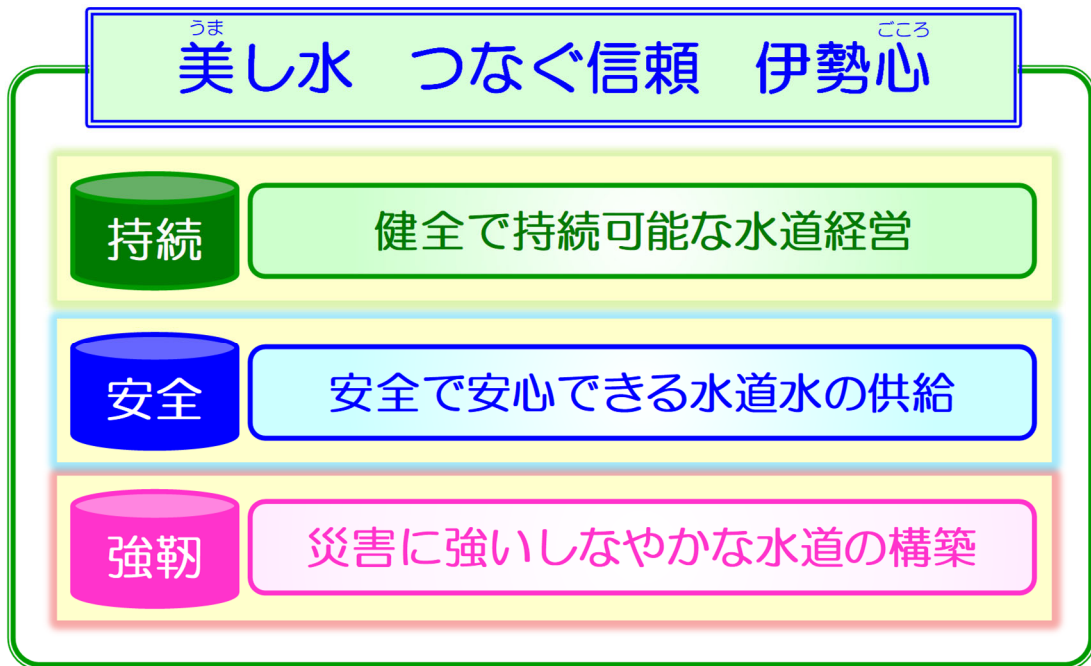 美し水　つなぐ信頼　伊勢心
うま
ごころ
持続
健全で持続可能な水道経営
安全
安全で安心できる水道水の供給
強靭
災害に強いしなやかな水道の構築